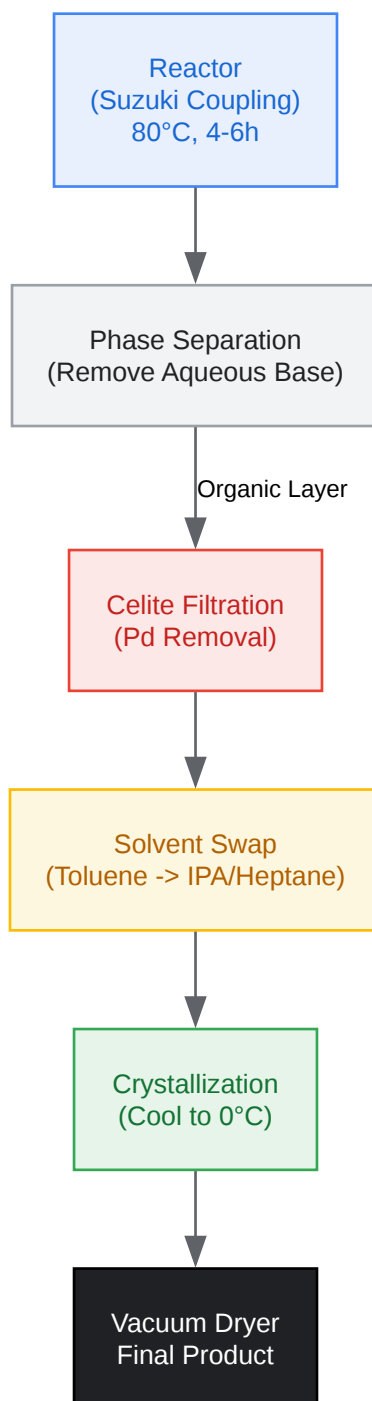 Reactor
(Suzuki Coupling)
80°C, 4-6h
Phase Separation
(Remove Aqueous Base)
Organic Layer
Celite Filtration
(Pd Removal)
Solvent Swap
(Toluene -> IPA/Heptane)
Crystallization
(Cool to 0°C)
Vacuum Dryer
Final Product